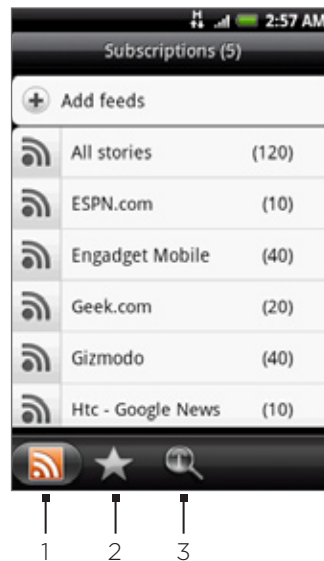 H 2:57 AM
Subscriptions (5)
Add feeds
All stories (120)
ESPN.com (10)
Engadget Mobile (40)
Geek.com (20)
Gizmodo (40)
Htc - Google News (10)
1 2 3